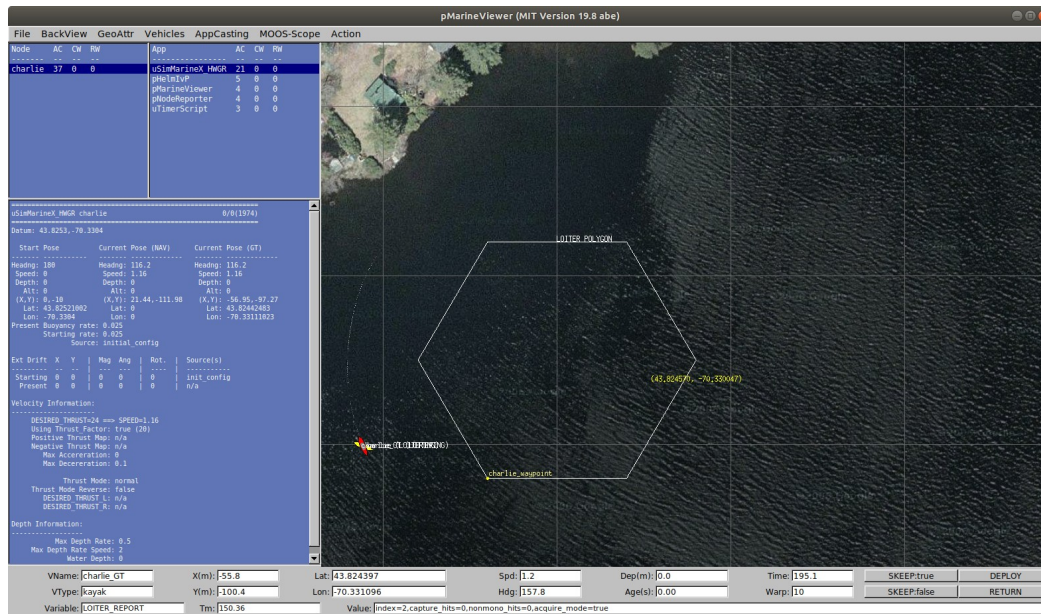 pMarineViewer (MIT Version 19.8 abe)
File BackView GeoAttr Vehicles AppCasting MOOS-Scope Action
Node AC CW RW
------- -- -- --
charlie 37 0 0
App AC CW RW
---------------- -- -- --
uSimMarineX_HWGR 21 0 0
pHelmIvP 5 0 0
pMarineViewer 4 0 0
pNodeReporter 4 0 0
uTimerScript 3 0 0
uSimMarineX_HWGR charlie 0/0(1974)
Datum: 43.8253,-70.3304
Start Pose Current Pose (NAV) Current Pose (GT)
Headng: 180 Headng: 116.2 Headng: 116.2
Speed: 0 Speed: 1.16 Speed: 1.16
Depth: 0 Depth: 0 Depth: 0
Alt: 0 Alt: 0 Alt: 0
(X,Y): 0,-10 (X,Y): 21.44,-111.98 (X,Y): -56.95,-97.27
Lat: 43.82521002 Lat: 0 Lat: 43.82442483
Lon: -70.3304 Lon: 0 Lon: -70.33111023
Present Buoyancy rate: 0.025
Starting rate: 0.025
Source: initial_config
Ext Drift X Y | Mag Ang | Rot. | Source(s)
Starting 0 0 | 0 0 | 0 | init_config
Present 0 0 | 0 0 | 0 | n/a
Velocity Information:
DESIRED_THRUST=24 ==> SPEED=1.16
Using Thrust_Factor: true (20)
Positive Thrust Map: n/a
Negative Thrust Map: n/a
Max Accereration: 0
Max Decereration: 0.1
Thrust Mode: normal
Thrust Mode Reverse: false
DESIRED_THRUST_L: n/a
DESIRED_THRUST_R: n/a
Depth Information:
Max Depth Rate: 0.5
Max Depth Rate Speed: 2
Water Depth: 0
LOITER POLYGON
(43.824570, -70.330047)
charlie_waypoint
VName: charlie_GT X(m): -55.8 Lat: 43.824397 Spd: 1.2 Dep(m): 0.0 Time: 195.1 SKEEP:true DEPLOY
VType: kayak Y(m): -100.4 Lon: -70.331096 Hdg: 157.8 Age(s): 0.00 Warp: 10 SKEEP:false RETURN
Variable: LOITER_REPORT Tm: 150.36 Value: index=2,capture_hits=0,nonmono_hits=0,acquire_mode=true